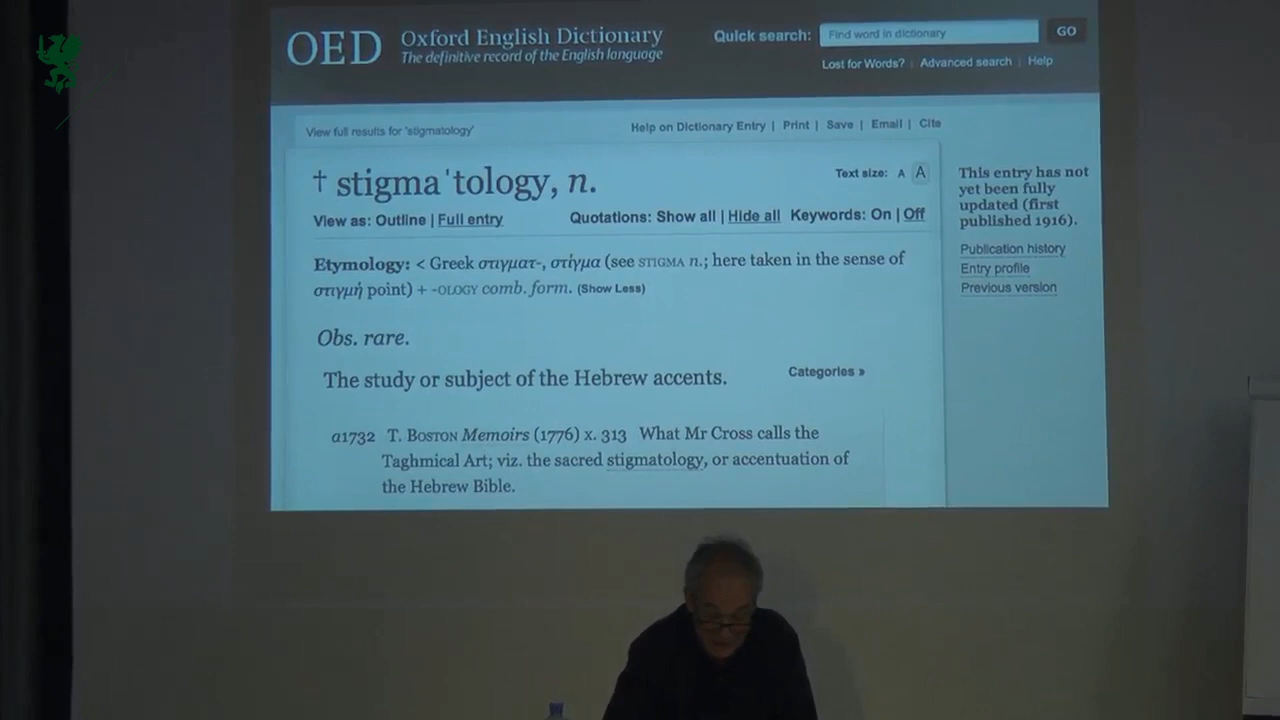 OED Oxford English Dictionary
The definitive record of the English language
Quick search: Find word in dictionary GO
Lost for Words? | Advanced search | Help
View full results for 'stigmatology'
Help on Dictionary Entry | Print | Save | Email | Cite
† stigmaˈtology, n.
Text size: A A
View as: Outline | Full entry
Quotations: Show all | Hide all Keywords: On | Off
Etymology: < Greek στιγματ-, στίγμα (see STIGMA n.; here taken in the sense of
στιγμή point) + -OLOGY comb. form. (Show Less)
Obs. rare.
The study or subject of the Hebrew accents.
Categories »
a1732 T. BOSTON Memoirs (1776) x. 313 What Mr Cross calls the
Taghmical Art; viz. the sacred stigmatology, or accentuation of
the Hebrew Bible.
This entry has not
yet been fully
updated (first
published 1916).
Publication history
Entry profile
Previous version